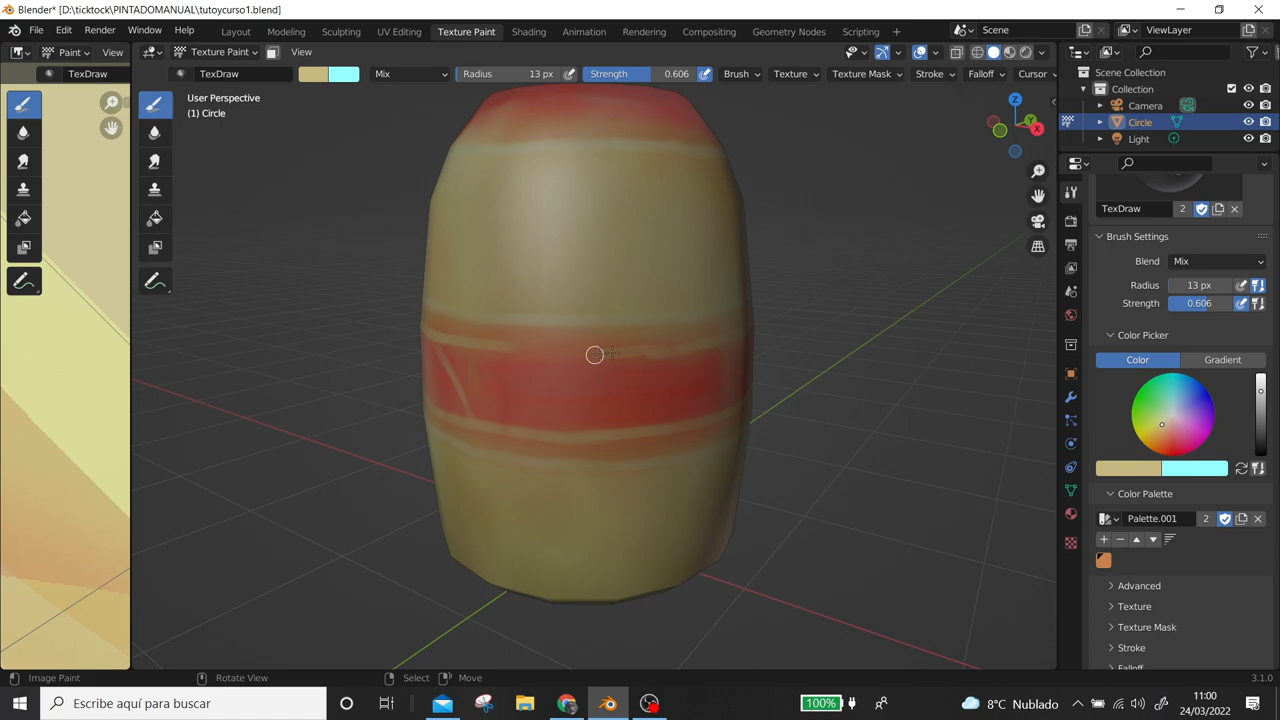 Blender* [D:\ticktock\PINTADOMANUAL\tutoycurso1.blend]
File Edit Render Window Help Layout Modeling Sculpting UV Editing Texture Paint Shading Animation Rendering Compositing Geometry Nodes Scripting + Scene ViewLayer
Paint View Texture Paint View
TexDraw TexDraw Mix Radius 13 px Strength 0.606 Brush Texture Texture Mask Stroke Falloff Cursor
User Perspective
(1) Circle
Z
Y
X
Scene Collection
Collection
Camera
Circle
Light
TexDraw 2
Brush Settings
Blend Mix
Radius 13 px
Strength 0.606
Color Picker
Color Gradient
Color Palette
Palette.001 2
Advanced
Texture
Texture Mask
Stroke
Falloff
Image Paint Rotate View Select Move 3.1.0
Escribe aquí para buscar
100%
8°C Nublado
11:00
24/03/2022